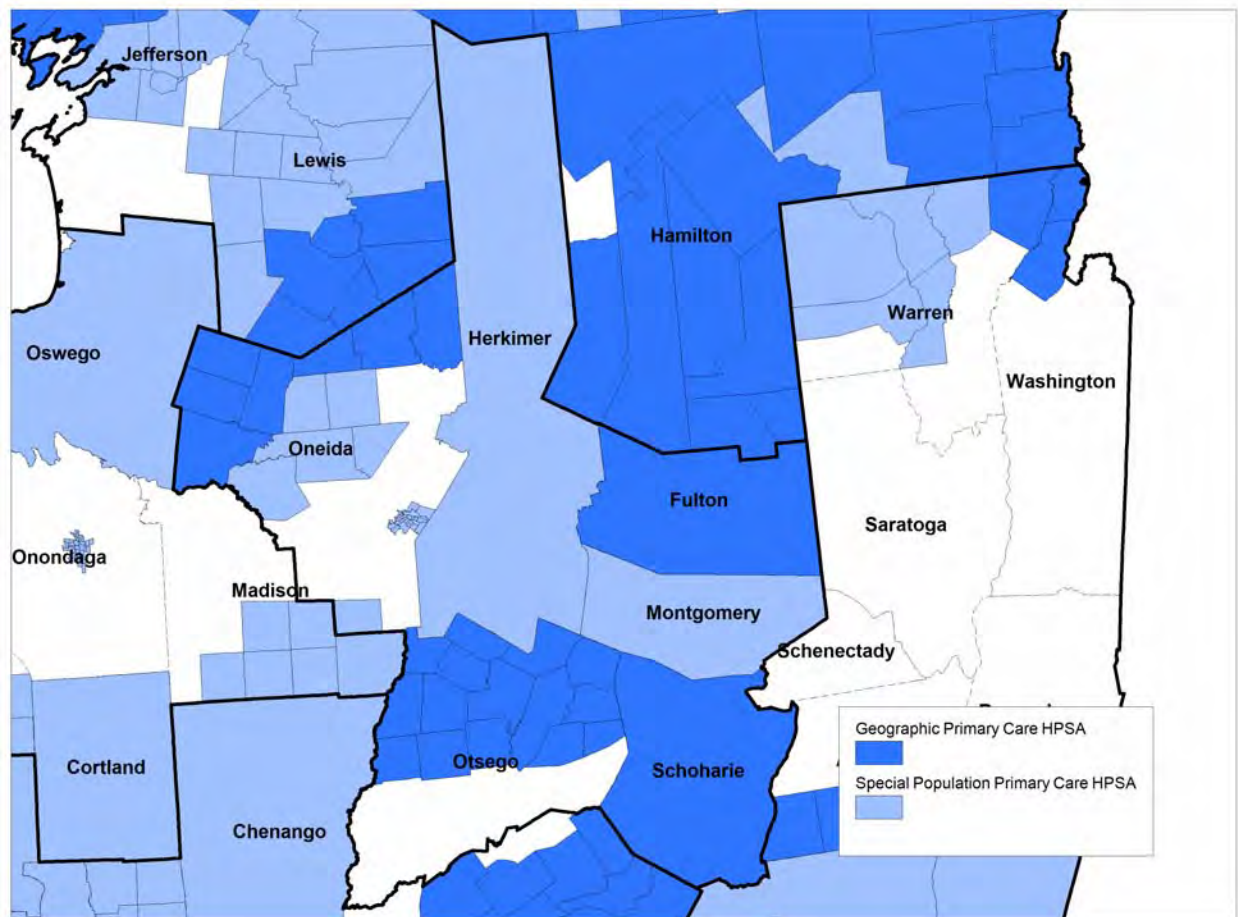 Jefferson
Lewis
Hamilton
Warren
Herkimer
Oswego
Washington
Oneida
Fulton
Saratoga
Onondaga
Madison
Montgomery
Schenectady
Geographic Primary Care HPSA
Otsego
Schoharie
Cortland
Special Population Primary Care HPSA
Chenango